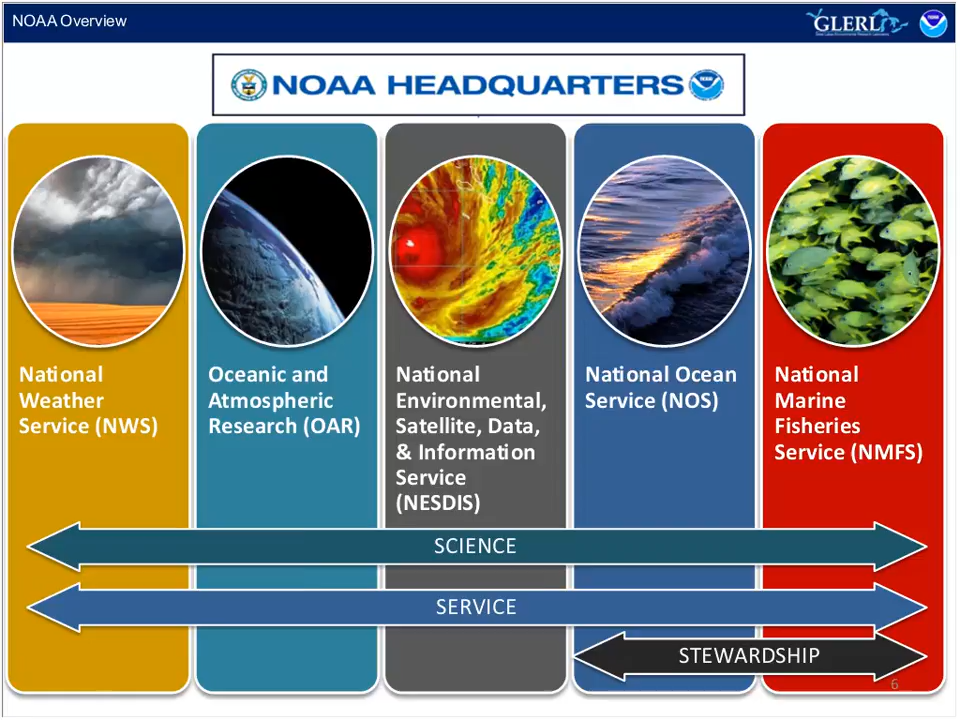 NOAA Overview
GLERL
NOAA HEADQUARTERS
National
Weather
Service (NWS)
Oceanic and
Atmospheric
Research (OAR)
National
Environmental,
Satellite, Data,
& Information
Service
(NESDIS)
National Ocean
Service (NOS)
National
Marine
Fisheries
Service (NMFS)
SCIENCE
SERVICE
STEWARDSHIP
6